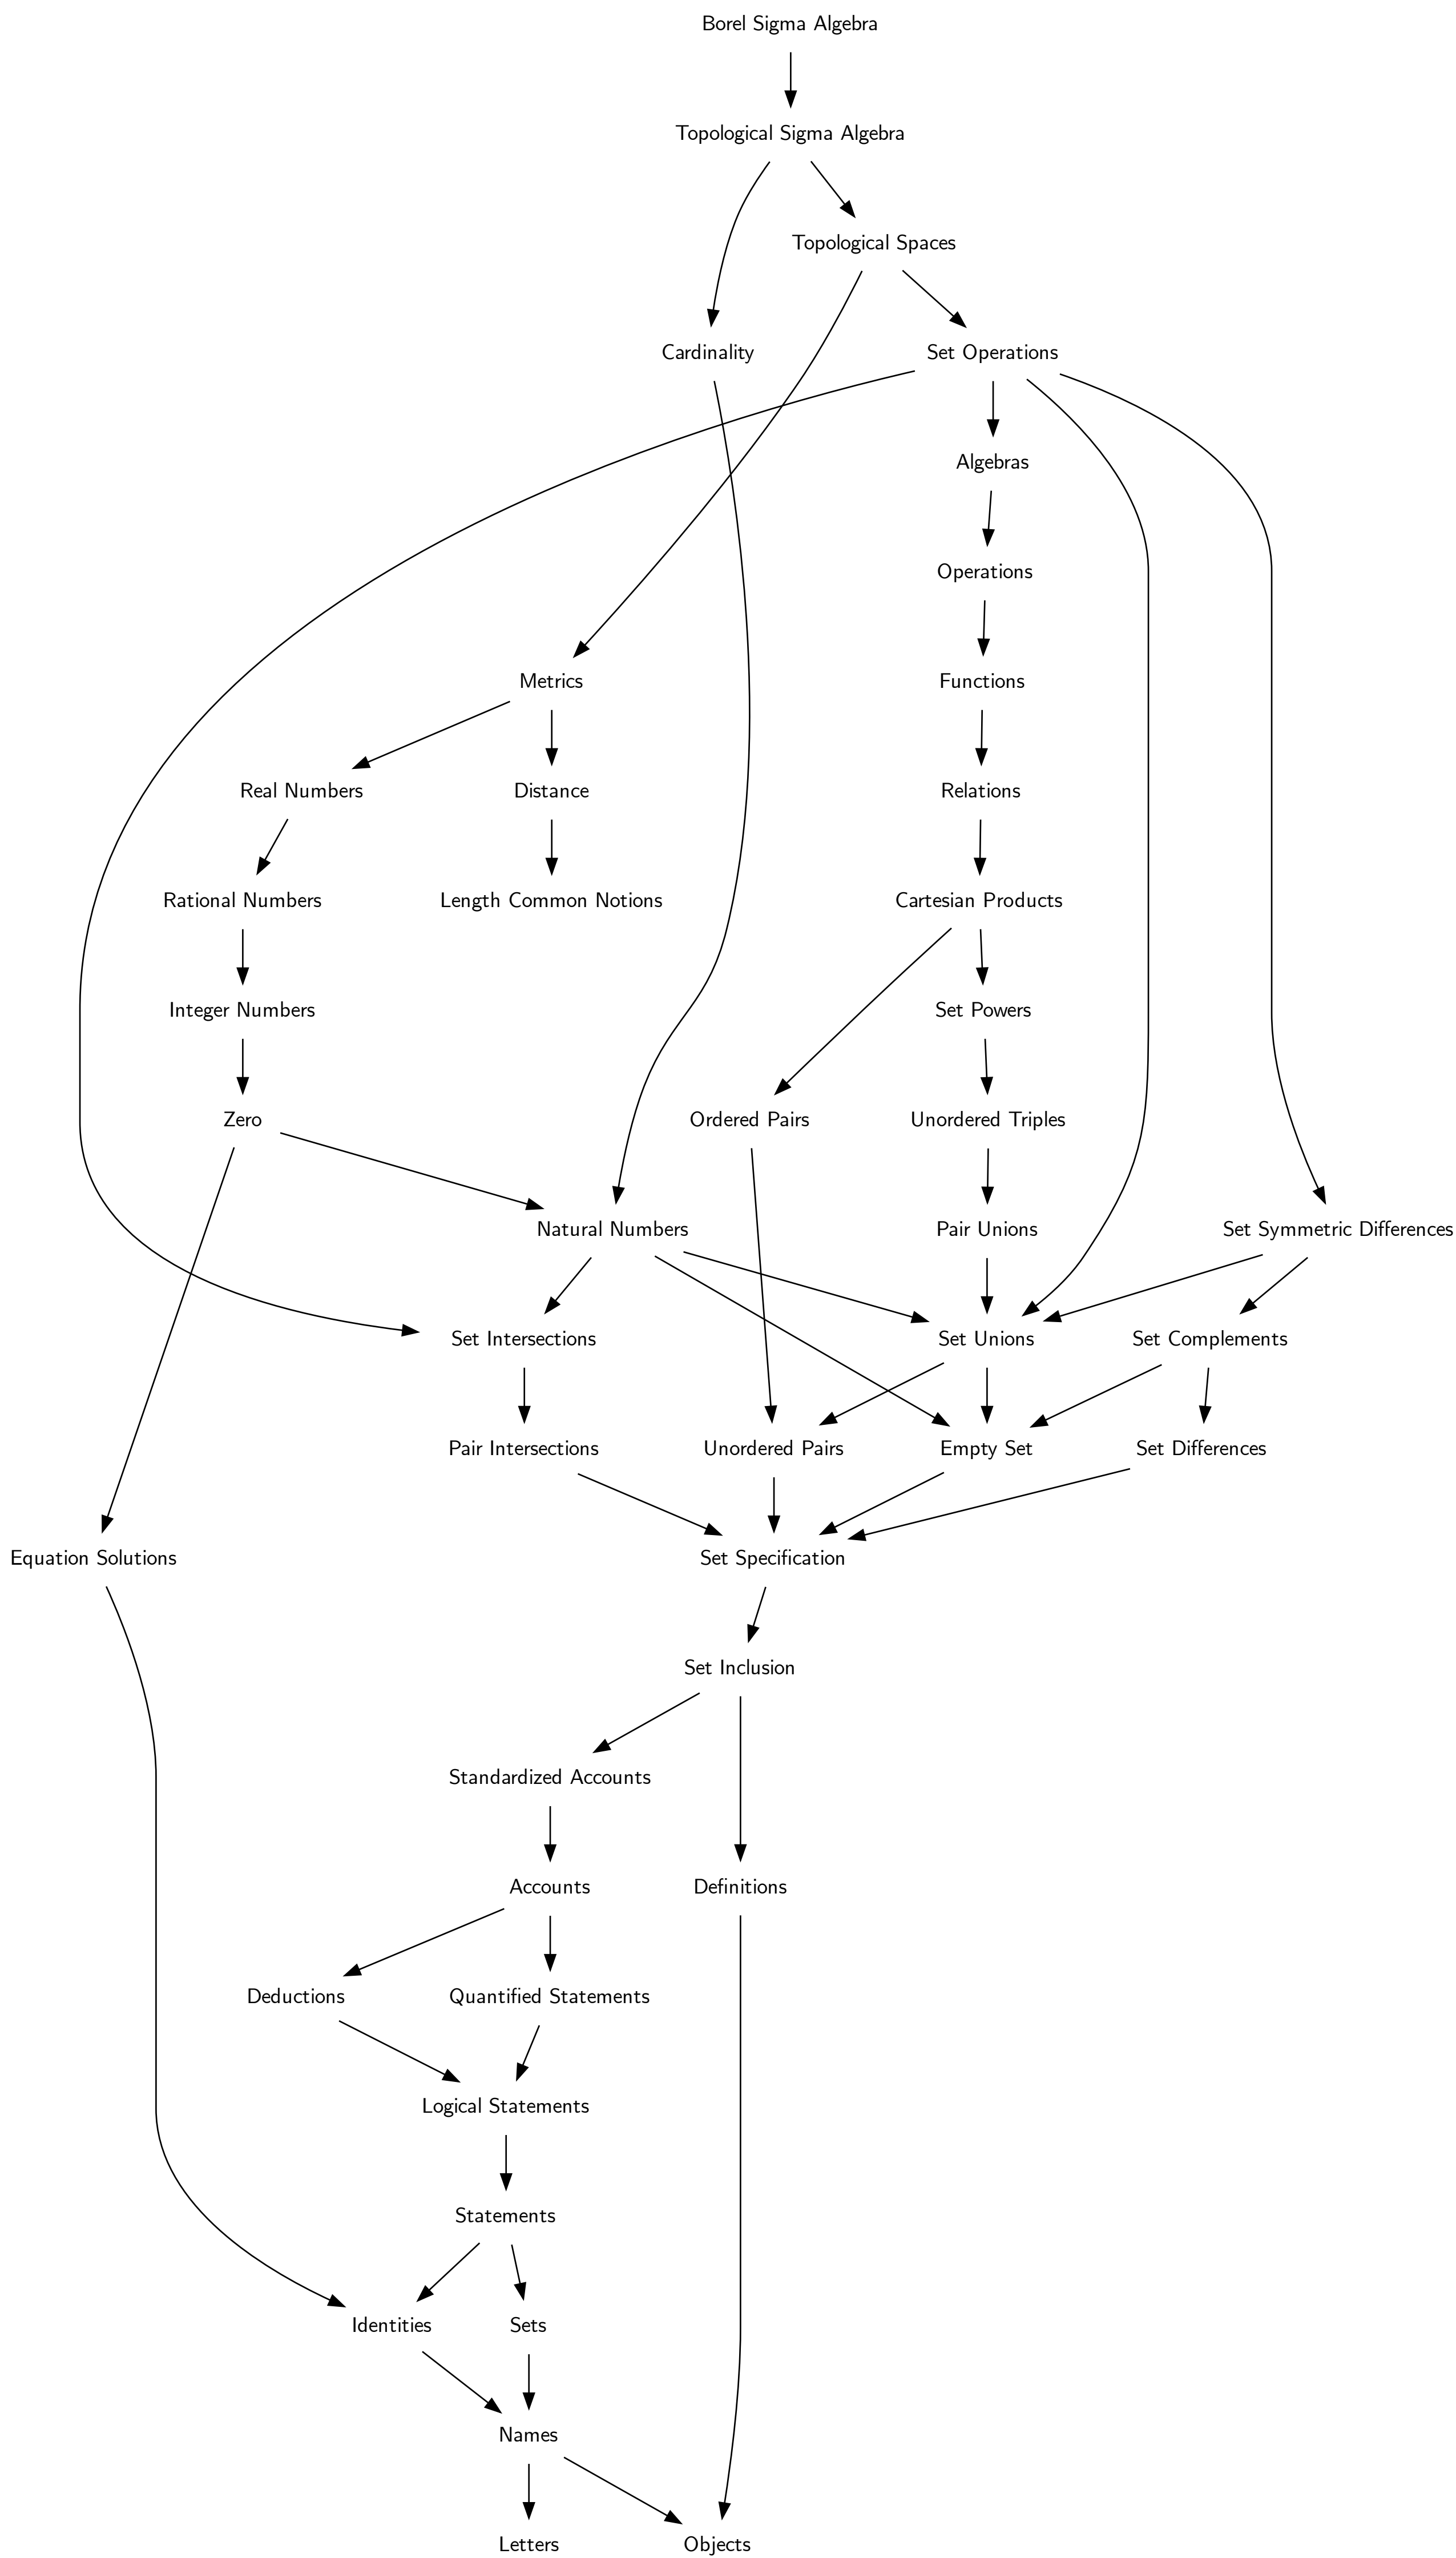 Borel Sigma Algebra
Topological Sigma Algebra
Topological Spaces
Cardinality
Set Operations
Algebras
Operations
Metrics
Functions
Real Numbers
Distance
Relations
Rational Numbers
Length Common Notions
Cartesian Products
Integer Numbers
Set Powers
Zero
Ordered Pairs
Unordered Triples
Natural Numbers
Pair Unions
Set Symmetric Differences
Set Intersections
Set Unions
Set Complements
Pair Intersections
Unordered Pairs
Empty Set
Set Differences
Equation Solutions
Set Specification
Set Inclusion
Standardized Accounts
Accounts
Definitions
Deductions
Quantified Statements
Logical Statements
Statements
Identities
Sets
Names
Letters
Objects